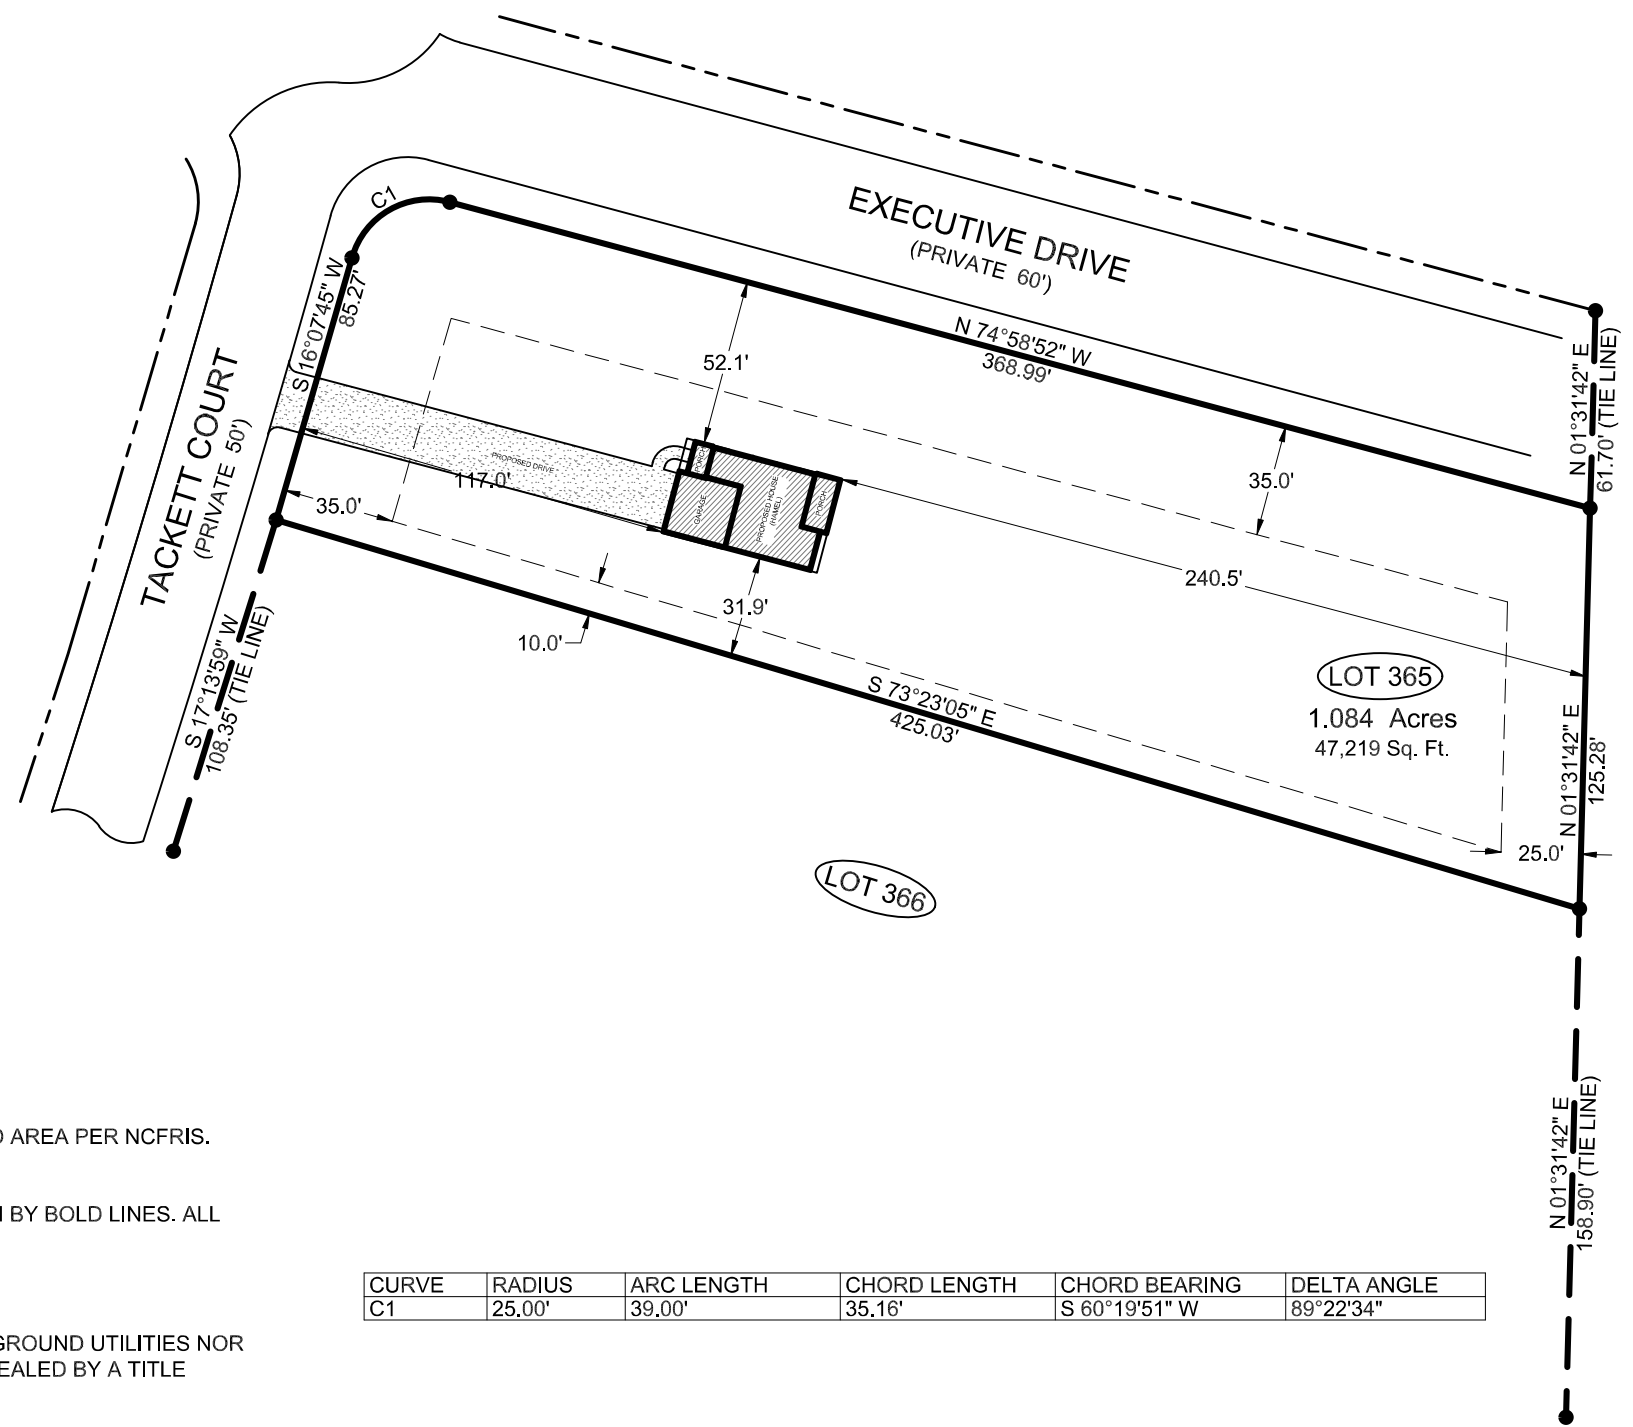 C1
EXECUTIVE DRIVE
(PRIVATE 60')
N 74°58'52" W
368.99'
N 01°31'42" E
61.70' (TIE LINE)
S 16°07'45" W
85.27'
52.1'
TACKETT COURT
(PRIVATE 50')
PROPOSED DRIVE
117.0'
35.0'
PORCH
GARAGE
PROPOSED HOUSE
(HAMEL)
PORCH
35.0'
240.5'
31.9'
10.0'
S 17°13'59" W
108.35' (TIE LINE)
S 73°23'05" E
425.03'
LOT 365
1.084 Acres
47,219 Sq. Ft.
N 01°31'42" E
125.28'
25.0'
LOT 366
N 01°31'42" E
158.90' (TIE LINE)
AREA PER NCFRIS.
BY BOLD LINES. ALL
CURVE RADIUS ARC LENGTH CHORD LENGTH CHORD BEARING DELTA ANGLE
C1 25.00' 39.00' 35.16' S 60°19'51" W 89°22'34"
GROUND UTILITIES NOR
EALED BY A TITLE